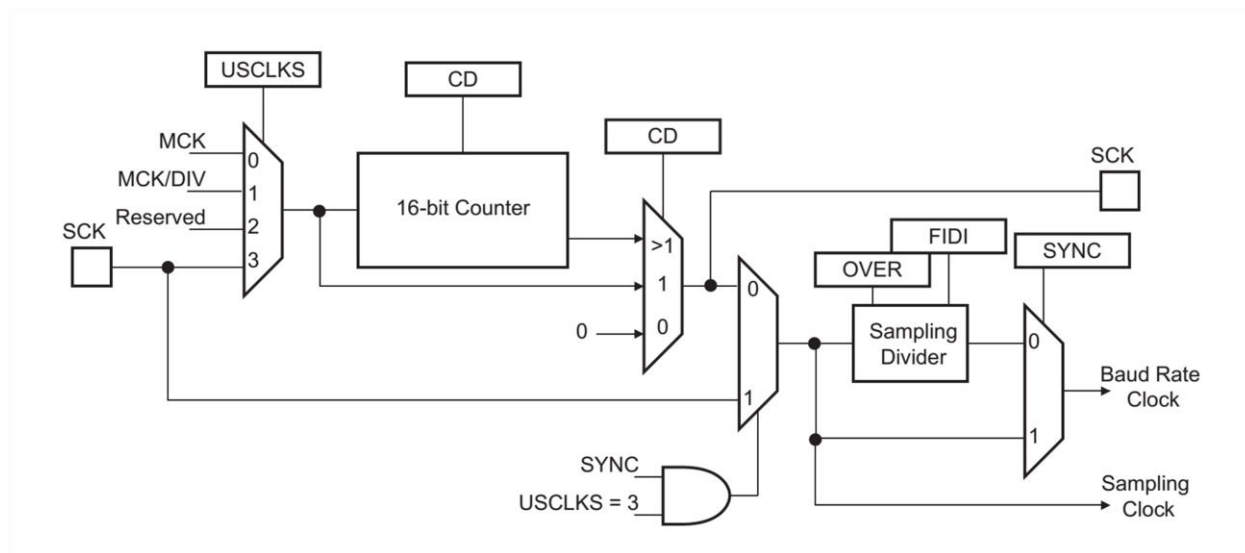 USCLKS
CD
MCK
0
MCK/DIV
1
Reserved
2
SCK
3
16-bit Counter
CD
>1
1
0
0
SCK
0
1
SYNC
USCLKS = 3
FIDI
OVER
SYNC
Sampling
Divider
0
1
Baud Rate
Clock
Sampling
Clock